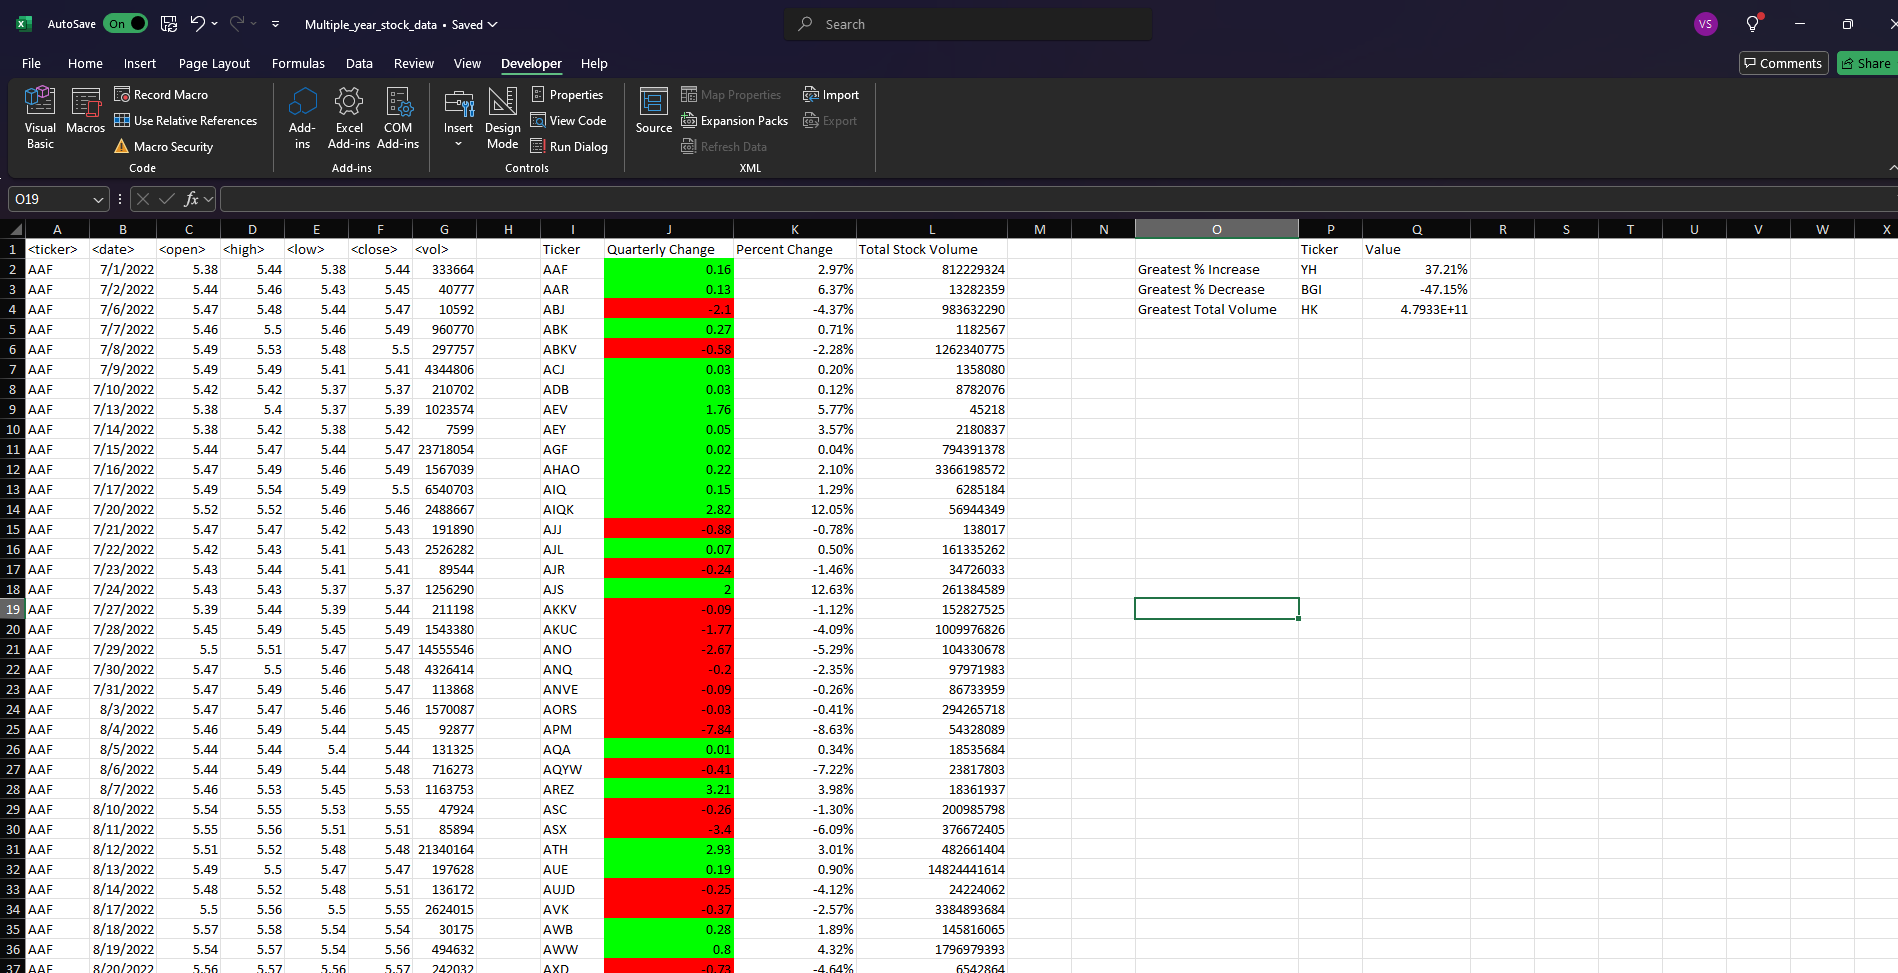 AutoSave On Multiple_year_stock_data • Saved Search VS
File Home Insert Page Layout Formulas Data Review View Developer Help Comments Share
Visual Basic Macros Record Macro Use Relative References Macro Security Code
Add-ins Excel Add-ins COM Add-ins Add-ins
Insert Design Mode Properties View Code Run Dialog Controls
Source Map Properties Expansion Packs Refresh Data Import Export XML
O19 fx
A B C D E F G H I J K L M N O P Q R S T U V W X
1 <ticker> <date> <open> <high> <low> <close> <vol> Ticker Quarterly Change Percent Change Total Stock Volume Ticker Value
2 AAF 7/1/2022 5.38 5.44 5.38 5.44 333664 AAF 0.16 2.97% 812229324 Greatest % Increase YH 37.21%
3 AAF 7/2/2022 5.44 5.46 5.43 5.45 40777 AAR 0.13 6.37% 13282359 Greatest % Decrease BGI -47.15%
4 AAF 7/6/2022 5.47 5.48 5.44 5.47 10592 ABJ -2.1 -4.37% 983632290 Greatest Total Volume HK 4.7933E+11
5 AAF 7/7/2022 5.46 5.5 5.46 5.49 960770 ABK 0.27 0.71% 1182567
6 AAF 7/8/2022 5.49 5.53 5.48 5.5 297757 ABKV -0.58 -2.28% 1262340775
7 AAF 7/9/2022 5.49 5.49 5.41 5.41 4344806 ACJ 0.03 0.20% 1358080
8 AAF 7/10/2022 5.42 5.42 5.37 5.37 210702 ADB 0.03 0.12% 8782076
9 AAF 7/13/2022 5.38 5.4 5.37 5.39 1023574 AEV 1.76 5.77% 45218
10 AAF 7/14/2022 5.38 5.42 5.38 5.42 7599 AEY 0.05 3.57% 2180837
11 AAF 7/15/2022 5.44 5.47 5.44 5.47 23718054 AGF 0.02 0.04% 794391378
12 AAF 7/16/2022 5.47 5.49 5.46 5.49 1567039 AHAO 0.22 2.10% 3366198572
13 AAF 7/17/2022 5.49 5.54 5.49 5.5 6540703 AIQ 0.15 1.29% 6285184
14 AAF 7/20/2022 5.52 5.52 5.46 5.46 2488667 AIQK 2.82 12.05% 56944349
15 AAF 7/21/2022 5.47 5.47 5.42 5.43 191890 AJJ -0.88 -0.78% 138017
16 AAF 7/22/2022 5.42 5.43 5.41 5.43 2526282 AJL 0.07 0.50% 161335262
17 AAF 7/23/2022 5.43 5.44 5.41 5.41 89544 AJR -0.24 -1.46% 34726033
18 AAF 7/24/2022 5.43 5.43 5.37 5.37 1256290 AJS 2 12.63% 261384589
19 AAF 7/27/2022 5.39 5.44 5.39 5.44 211198 AKKV -0.09 -1.12% 152827525
20 AAF 7/28/2022 5.45 5.49 5.45 5.49 1543380 AKUC -1.77 -4.09% 1009976826
21 AAF 7/29/2022 5.5 5.51 5.47 5.47 14555546 ANO -2.67 -5.29% 104330678
22 AAF 7/30/2022 5.47 5.5 5.46 5.48 4326414 ANQ -0.2 -2.35% 97971983
23 AAF 7/31/2022 5.47 5.49 5.46 5.47 113868 ANVE -0.09 -0.26% 86733959
24 AAF 8/3/2022 5.47 5.47 5.46 5.46 1570087 AORS -0.03 -0.41% 294265718
25 AAF 8/4/2022 5.46 5.49 5.44 5.45 92877 APM -7.84 -8.63% 54328089
26 AAF 8/5/2022 5.44 5.44 5.4 5.44 131325 AQA 0.01 0.34% 18535684
27 AAF 8/6/2022 5.44 5.49 5.44 5.48 716273 AQYW -0.41 -7.22% 23817803
28 AAF 8/7/2022 5.46 5.53 5.45 5.53 1163753 AREZ 3.21 3.98% 18361937
29 AAF 8/10/2022 5.54 5.55 5.53 5.55 47924 ASC -0.26 -1.30% 200985798
30 AAF 8/11/2022 5.55 5.56 5.51 5.51 85894 ASX -3.4 -6.09% 376672405
31 AAF 8/12/2022 5.51 5.52 5.48 5.48 21340164 ATH 2.93 3.01% 482661404
32 AAF 8/13/2022 5.49 5.5 5.47 5.47 197628 AUE 0.19 0.90% 14824441614
33 AAF 8/14/2022 5.48 5.52 5.48 5.51 136172 AUJD -0.25 -4.12% 24224062
34 AAF 8/17/2022 5.5 5.56 5.5 5.55 2624015 AVK -0.37 -2.57% 3384893684
35 AAF 8/18/2022 5.57 5.58 5.54 5.54 30175 AWB 0.28 1.89% 145816065
36 AAF 8/19/2022 5.54 5.57 5.54 5.56 494632 AWW 0.8 4.32% 1796979393
37 AAF 8/20/2022 5.56 5.57 5.56 5.57 242032 AXD -0.73 -4.64% 6542864